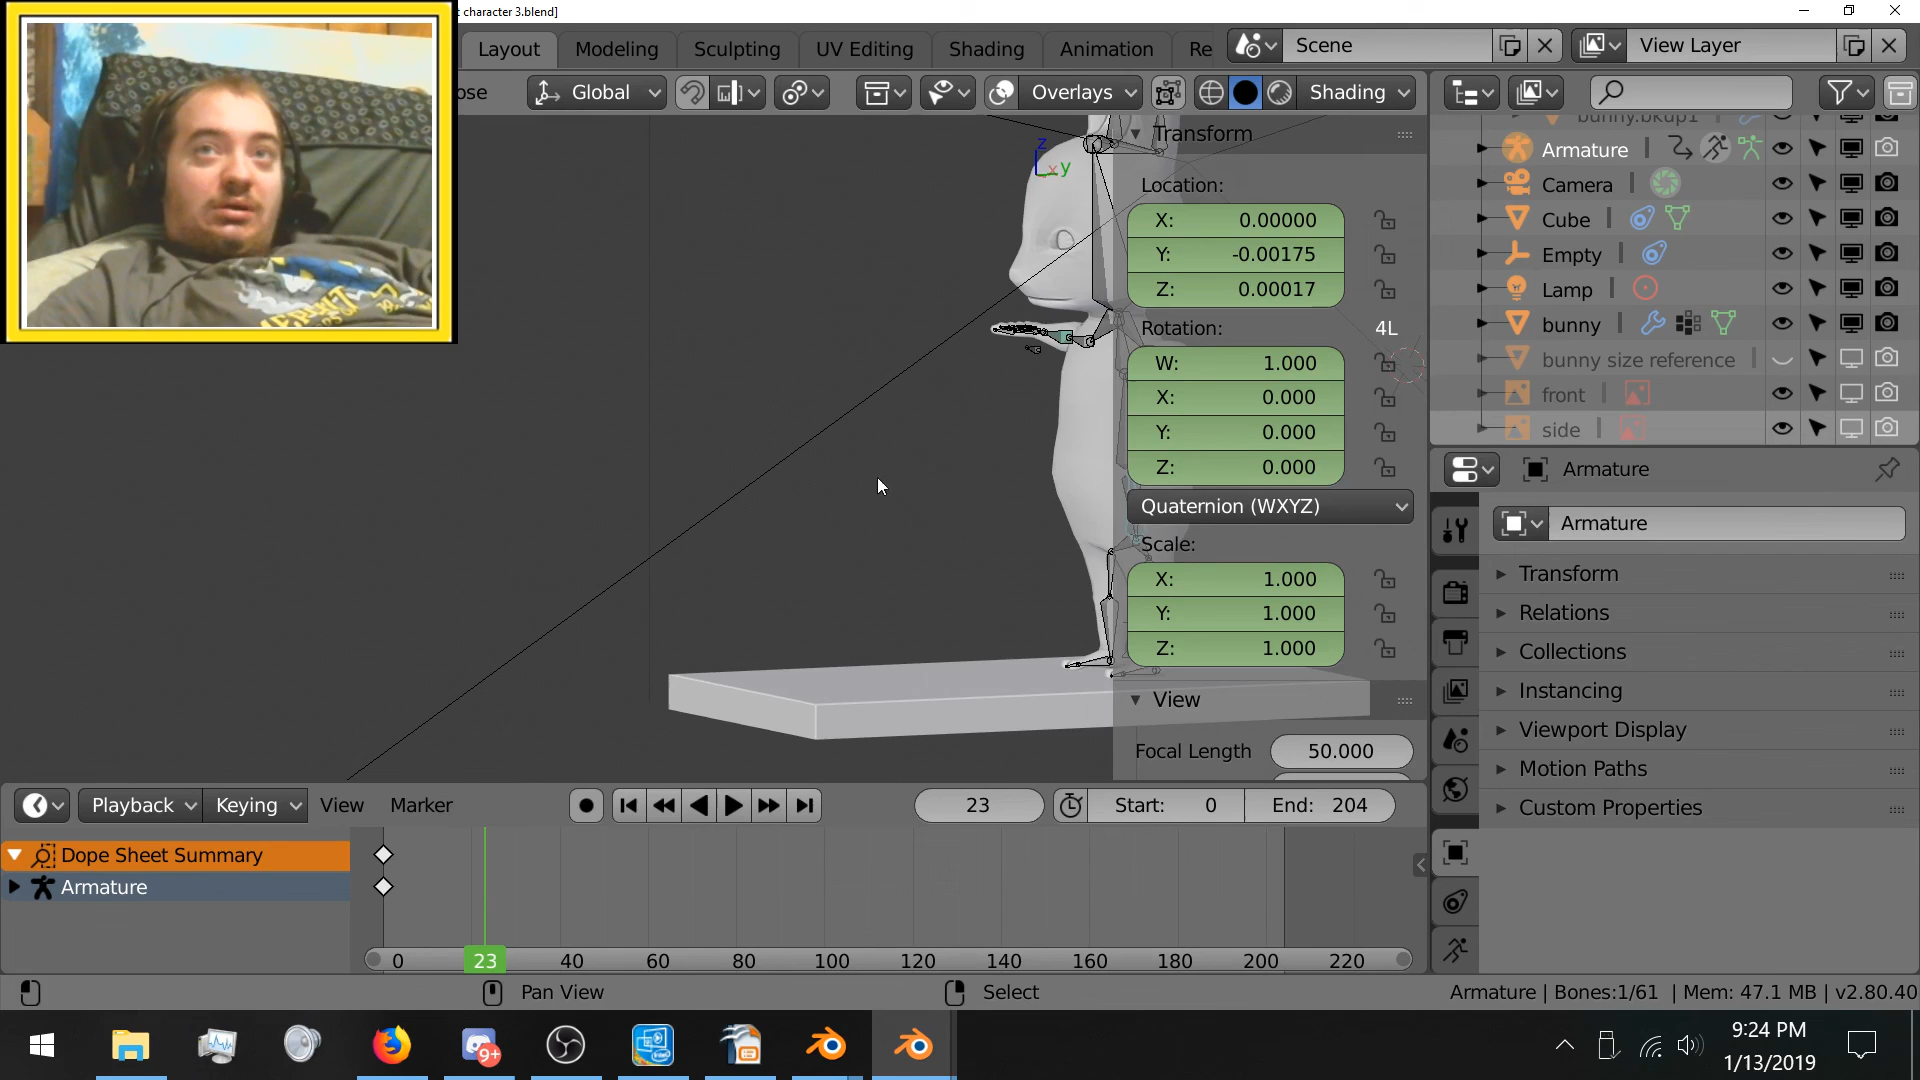 character 3.blend]
Layout Modeling Sculpting UV Editing Shading Animation Re
Scene
View Layer
ose Global Overlays Shading
bunny.bkup1
Armature
Camera
Cube
Empty
Lamp
bunny
bunny size reference
front
side
z
x y
Transform
Location:
X: 0.00000
Y: -0.00175
Z: 0.00017
Rotation:
4L
W: 1.000
X: 0.000
Y: 0.000
Z: 0.000
Quaternion (WXYZ)
Scale:
X: 1.000
Y: 1.000
Z: 1.000
View
Focal Length 50.000
Armature
Armature
Transform
Relations
Collections
Instancing
Viewport Display
Motion Paths
Custom Properties
Playback Keying View Marker 23 Start: 0 End: 204
Dope Sheet Summary
Armature
0 23 40 60 80 100 120 140 160 180 200 220
Pan View Select Armature | Bones:1/61 | Mem: 47.1 MB | v2.80.40
9+
9:24 PM
1/13/2019